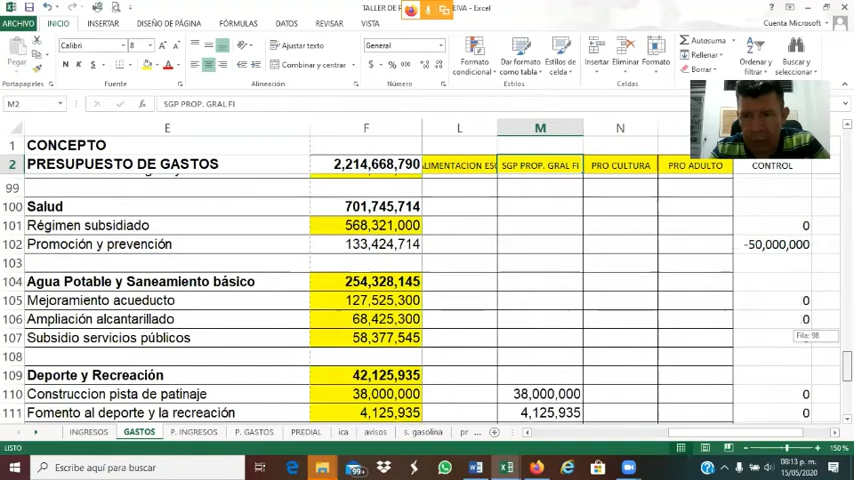 TALLER DE
EIVA - Excel
ARCHIVO INICIO INSERTAR DISEÑO DE PÁGINA FÓRMULAS DATOS REVISAR VISTA Cuenta Microsoft
Pegar Calibri 8 Ajustar texto General Formato condicional Dar formato como tabla Estilos de celda Insertar Eliminar Formato Autosuma Ordenar y filtrar Buscar y seleccionar
N K S Combinar y centrar $ % 000 Rellenar
Borrar
Portapapeles Fuente Alineación Número Estilos Celdas
M2 SGP PROP. GRAL FI
E F L M N
1 CONCEPTO
2 PRESUPUESTO DE GASTOS 2,214,668,790 ALIMENTACION ESC SGP PROP. GRAL FI PRO CULTURA PRO ADULTO CONTROL
99
100 Salud 701,745,714
101 Régimen subsidiado 568,321,000 0
102 Promoción y prevención 133,424,714 -50,000,000
103
104 Agua Potable y Saneamiento básico 254,328,145
105 Mejoramiento acueducto 127,525,300 0
106 Ampliación alcantarillado 68,425,300 0
107 Subsidio servicios públicos 58,377,545
Fila: 98
108
109 Deporte y Recreación 42,125,935
110 Construccion pista de patinaje 38,000,000 38,000,000 0
111 Fomento al deporte y la recreación 4,125,935 4,125,935 0
INGRESOS GASTOS P. INGRESOS P. GASTOS PREDIAL ica avisos s. gasolina pr ...
LISTO 150 %
Escribe aquí para buscar 99+ 08:13 p. m.
15/05/2020